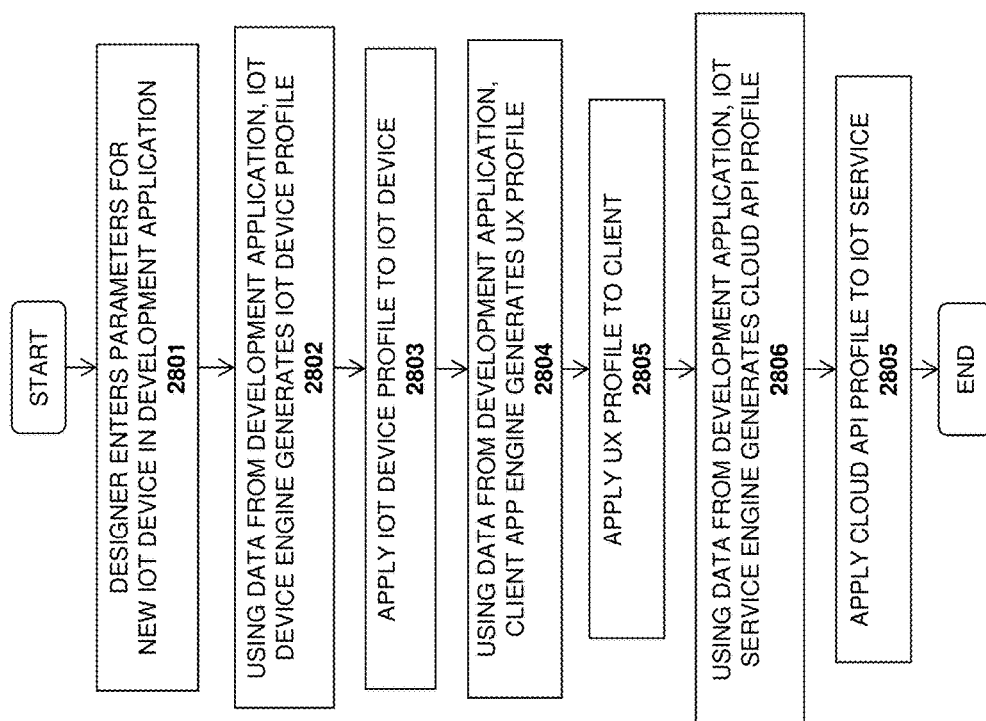 START
DESIGNER ENTERS PARAMETERS FOR
NEW IOT DEVICE IN DEVELOPMENT APPLICATION
2801
USING DATA FROM DEVELOPMENT APPLICATION, IOT
DEVICE ENGINE GENERATES IOT DEVICE PROFILE
2802
APPLY IOT DEVICE PROFILE TO IOT DEVICE
2803
USING DATA FROM DEVELOPMENT APPLICATION,
CLIENT APP ENGINE GENERATES UX PROFILE
2804
APPLY UX PROFILE TO CLIENT
2805
USING DATA FROM DEVELOPMENT APPLICATION, IOT
SERVICE ENGINE GENERATES CLOUD API PROFILE
2806
APPLY CLOUD API PROFILE TO IOT SERVICE
2805
END